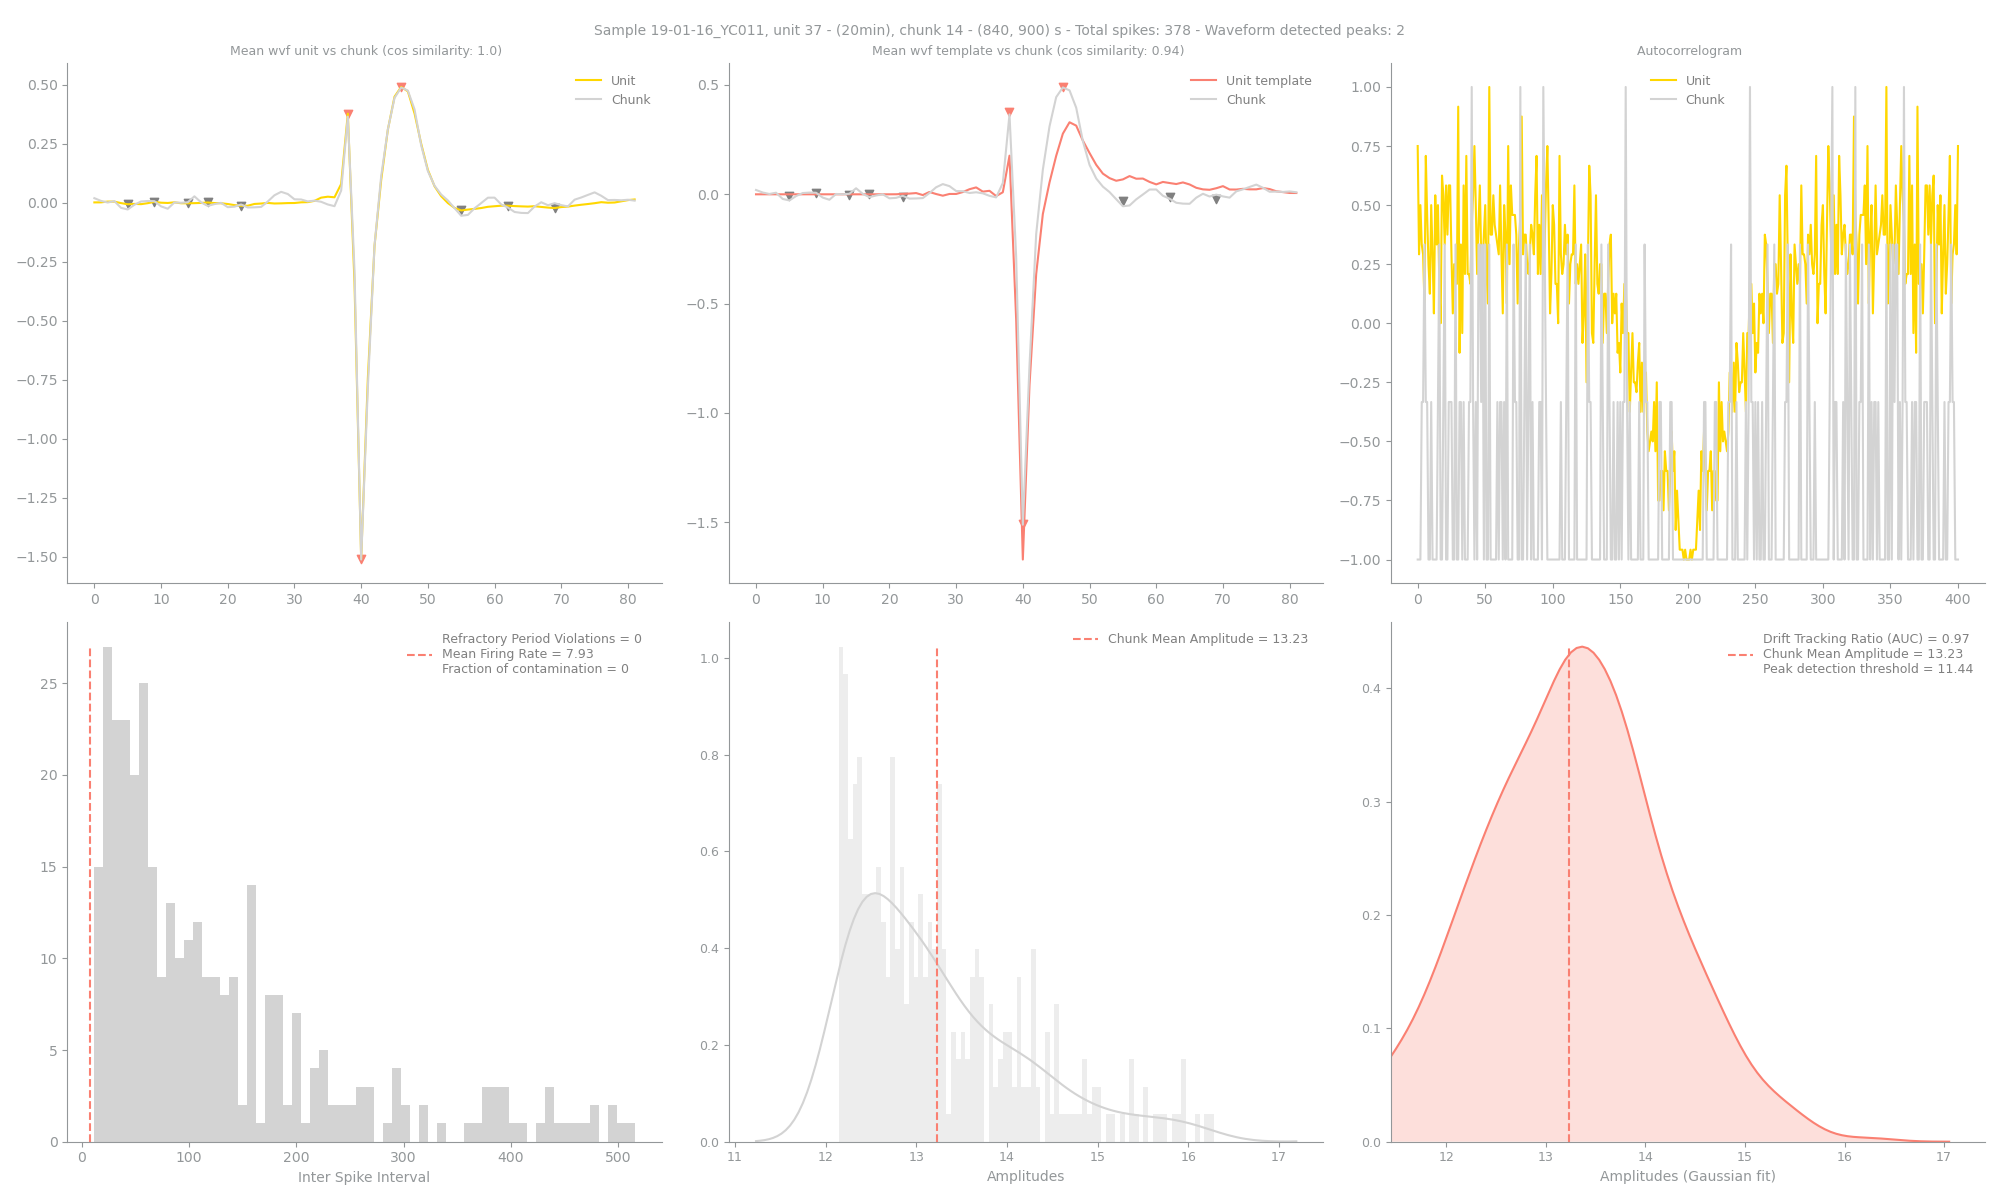 Sample 19-01-16_YC011, unit 37 - (20min), chunk 14 - (840, 900) s - Total spikes: 378 - Waveform detected peaks: 2
Mean wvf unit vs chunk (cos similarity: 1.0)
Unit
Chunk
0.50
0.25
0.00
−0.25
−0.50
−0.75
−1.00
−1.25
−1.50
0 10 20 30 40 50 60 70 80
Mean wvf template vs chunk (cos similarity: 0.94)
Unit template
Chunk
0.5
0.0
−0.5
−1.0
−1.5
0 10 20 30 40 50 60 70 80
Autocorrelogram
Unit
Chunk
1.00
0.75
0.50
0.25
0.00
−0.25
−0.50
−0.75
−1.00
0 50 100 150 200 250 300 350 400
Refractory Period Violations = 0
Mean Firing Rate = 7.93
Fraction of contamination = 0
25
20
15
10
5
0
0 100 200 300 400 500
Inter Spike Interval
Chunk Mean Amplitude = 13.23
1.0
0.8
0.6
0.4
0.2
0.0
11 12 13 14 15 16 17
Amplitudes
Drift Tracking Ratio (AUC) = 0.97
Chunk Mean Amplitude = 13.23
Peak detection threshold = 11.44
0.4
0.3
0.2
0.1
0.0
12 13 14 15 16 17
Amplitudes (Gaussian fit)